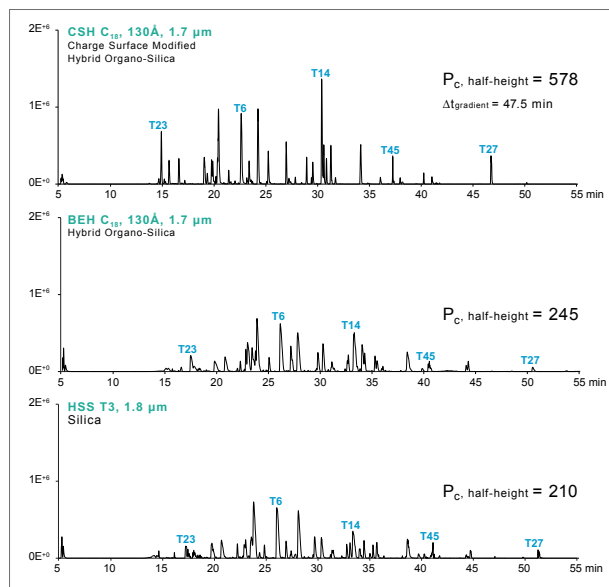 CSH C18, 130Å, 1.7 µm
Charge Surface Modified
Hybrid Organo-Silica
2E+6
1E+6
0E+0
T23
T6
T14
T45
T27
Pc, half-height = 578
Δtgradient = 47.5 min
5 10 15 20 25 30 35 40 45 50 55 min
BEH C18, 130Å, 1.7 µm
Hybrid Organo-Silica
2E+6
1E+6
0E+0
T23
T6
T14
T45
T27
Pc, half-height = 245
5 10 15 20 25 30 35 40 45 50 55 min
HSS T3, 1.8 µm
Silica
2E+6
1E+6
0E+0
T23
T6
T14
T45
T27
Pc, half-height = 210
5 10 15 20 25 30 35 40 45 50 55 min